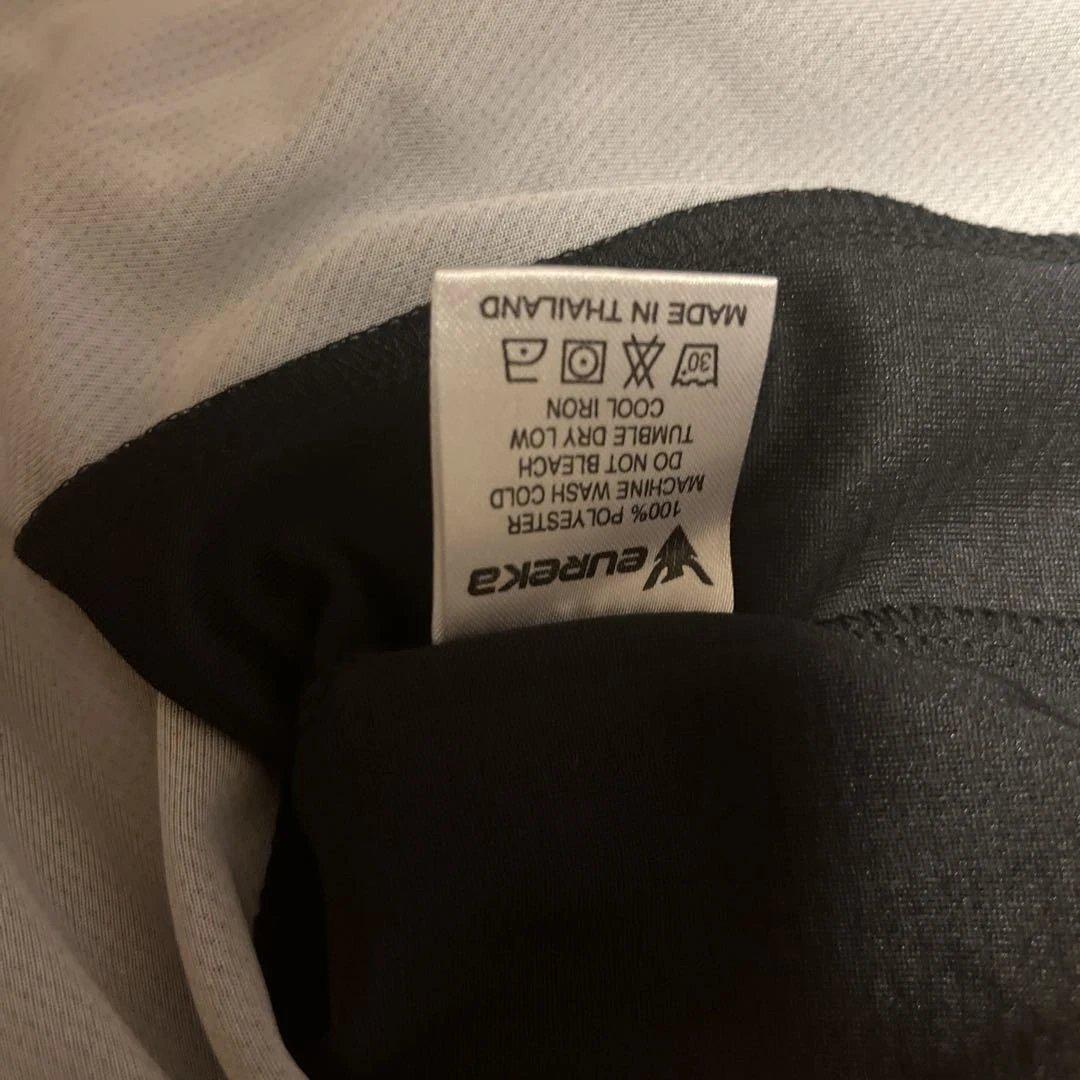 eureka
100% POLYESTER
MACHINE WASH COLD
DO NOT BLEACH
TUMBLE DRY LOW
COOL IRON
30°
MADE IN THAILAND